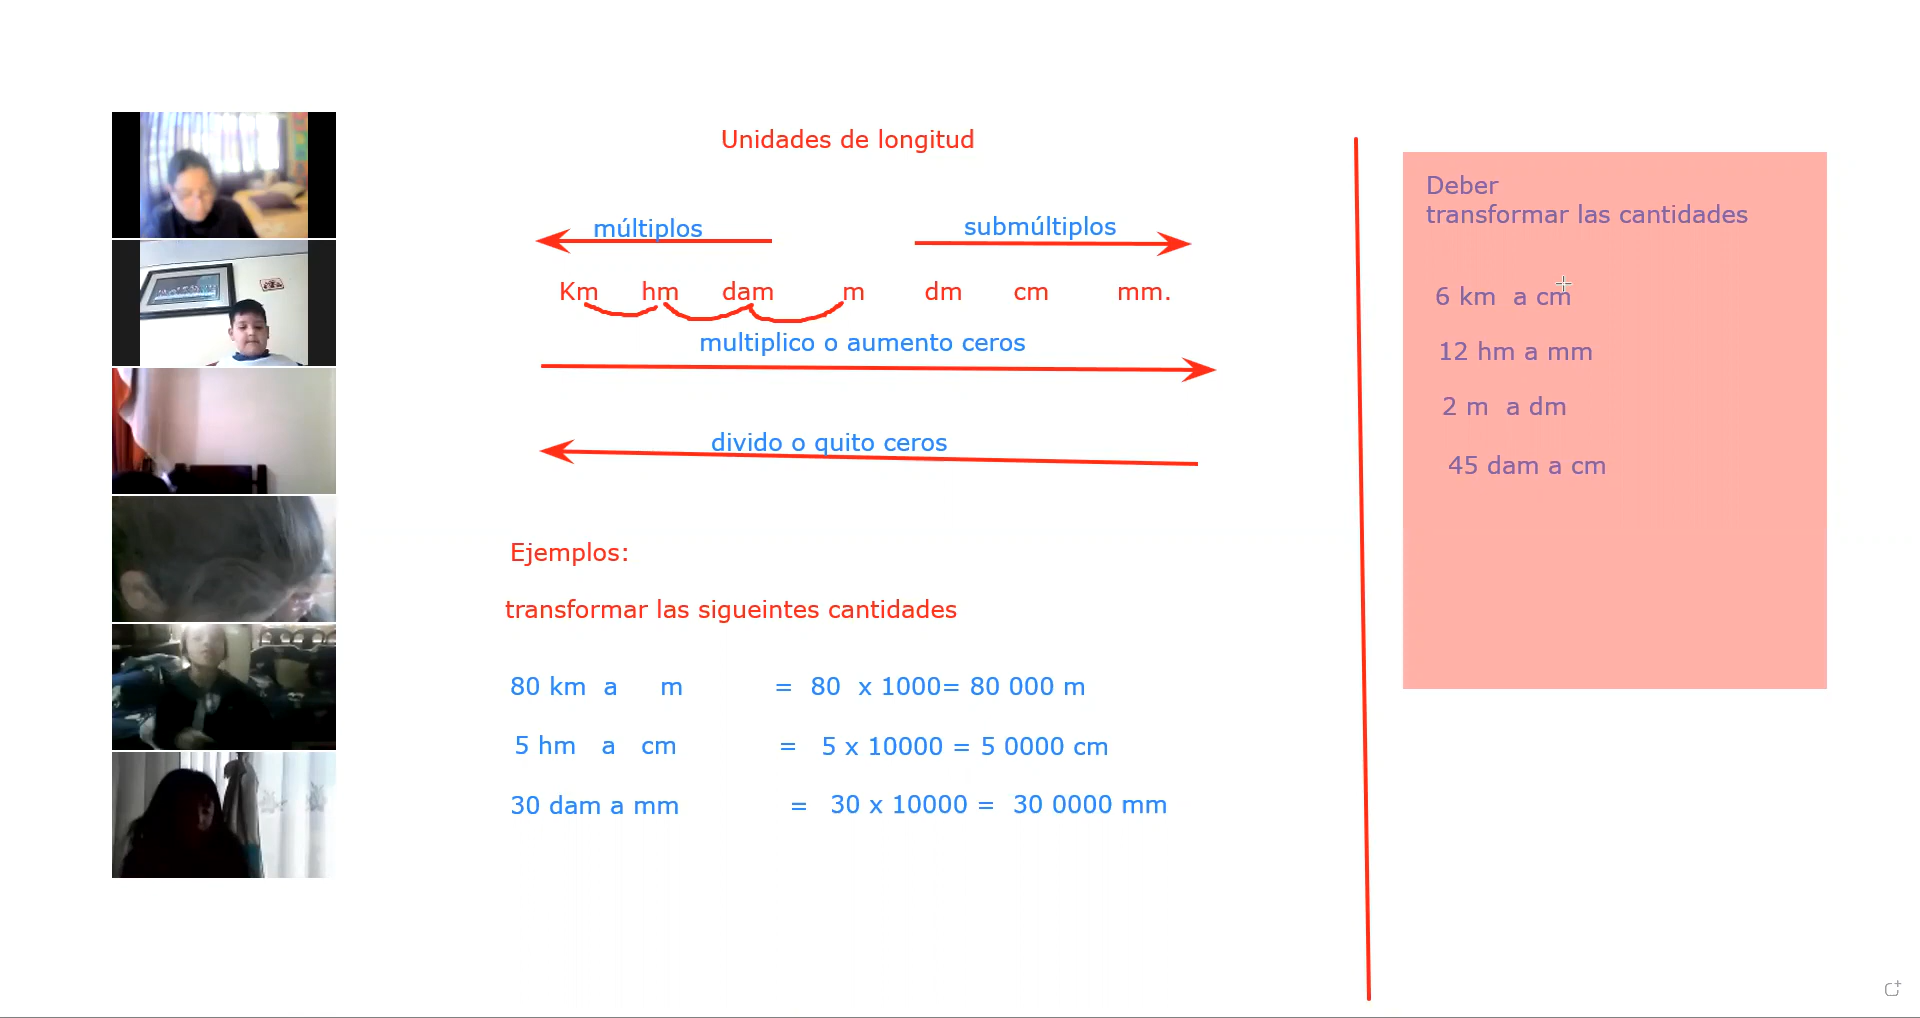 Unidades de longitud
múltiplos submúltiplos
Km hm dam m dm cm mm.
multiplico o aumento ceros
divido o quito ceros
Ejemplos:
transformar las sigueintes cantidades
80 km a m = 80 x 1000= 80 000 m
5 hm a cm = 5 x 10000 = 5 0000 cm
30 dam a mm = 30 x 10000 = 30 0000 mm
Deber
transformar las cantidades
6 km a cm
12 hm a mm
2 m a dm
45 dam a cm